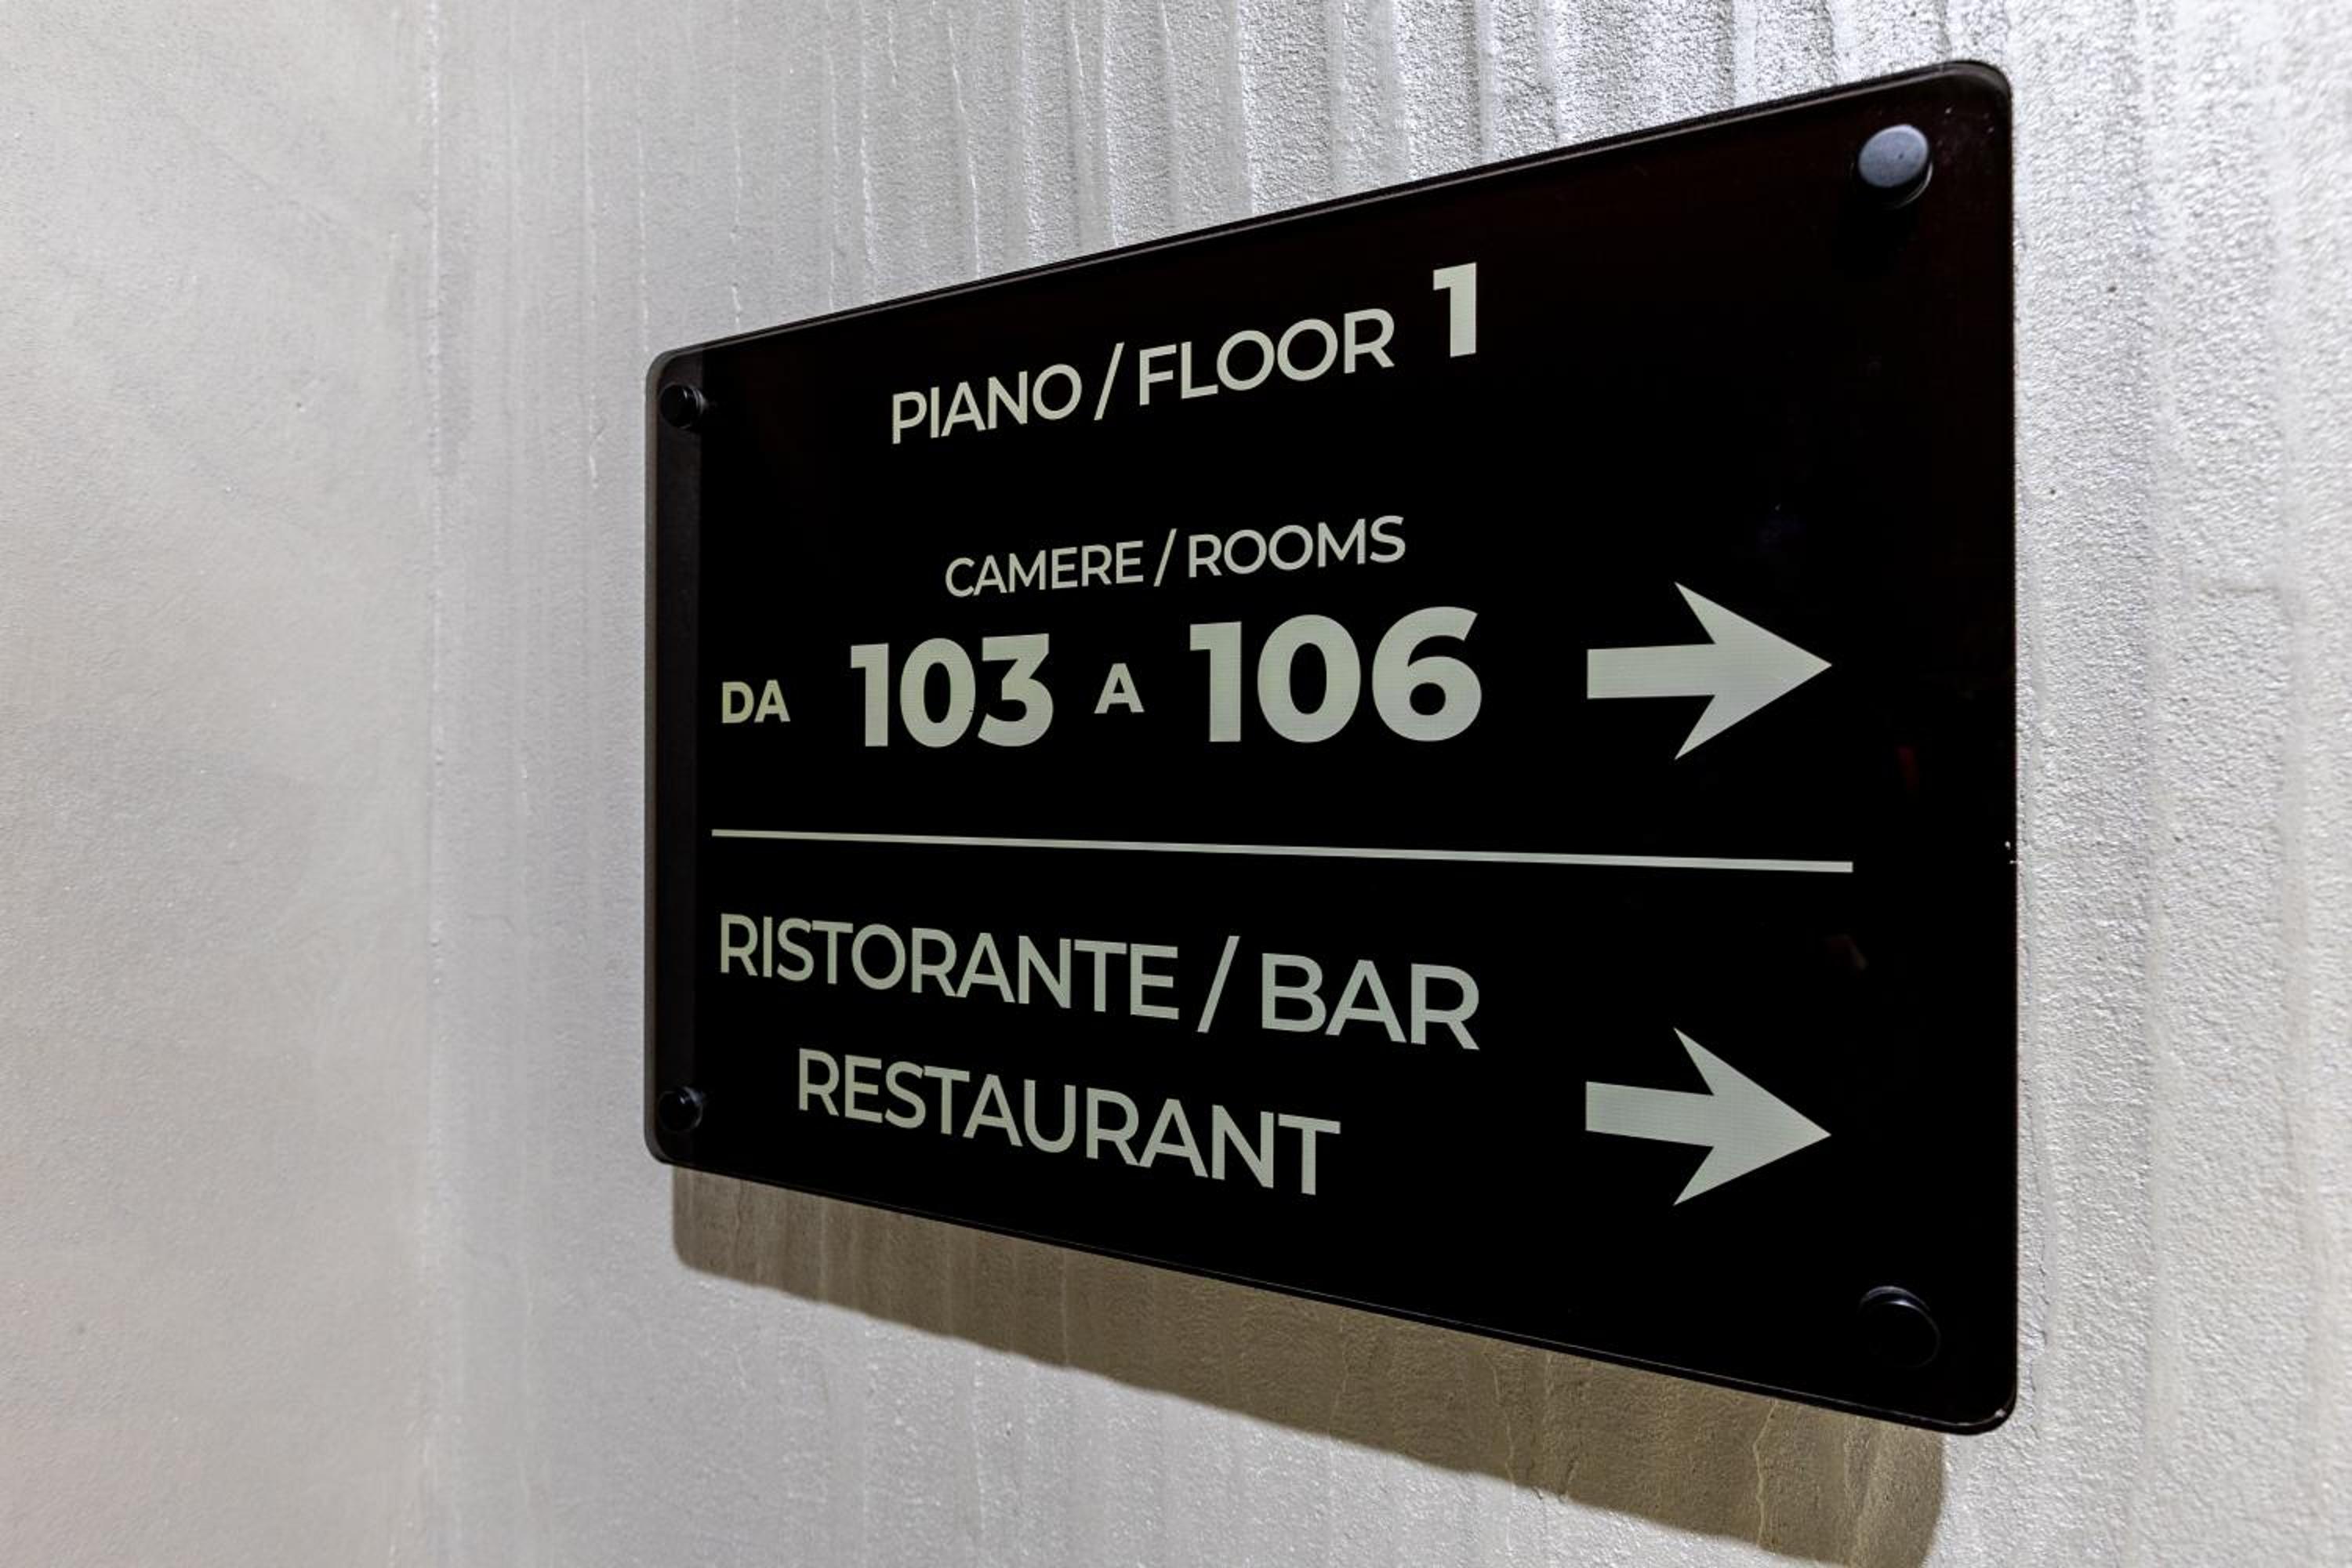 PIANO / FLOOR 1
CAMERE / ROOMS
DA 103 A 106
RISTORANTE / BAR
RESTAURANT